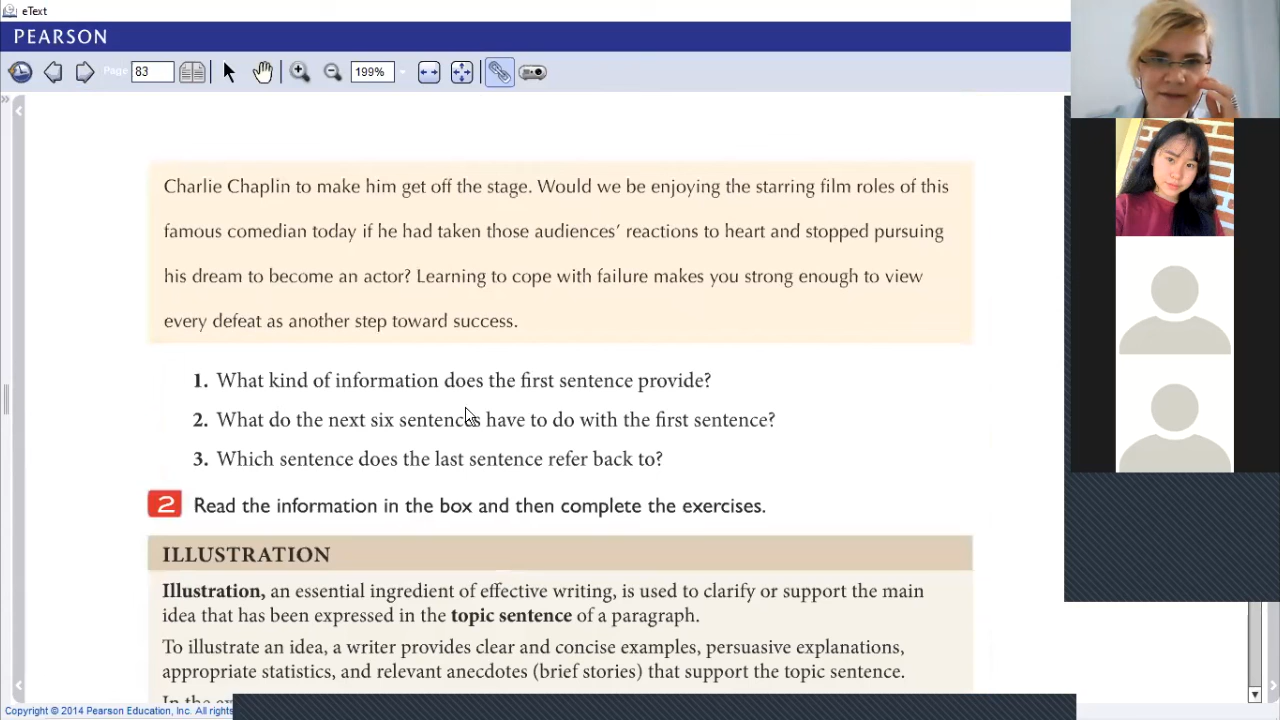 eText
PEARSON
Page 83 199%
Charlie Chaplin to make him get off the stage. Would we be enjoying the starring film roles of this
famous comedian today if he had taken those audiences’ reactions to heart and stopped pursuing
his dream to become an actor? Learning to cope with failure makes you strong enough to view
every defeat as another step toward success.
1. What kind of information does the first sentence provide?
2. What do the next six sentences have to do with the first sentence?
3. Which sentence does the last sentence refer back to?
2 Read the information in the box and then complete the exercises.
ILLUSTRATION
Illustration, an essential ingredient of effective writing, is used to clarify or support the main
idea that has been expressed in the topic sentence of a paragraph.
To illustrate an idea, a writer provides clear and concise examples, persuasive explanations,
appropriate statistics, and relevant anecdotes (brief stories) that support the topic sentence.
In the
Copyright © 2014 Pearson Education, Inc. All rights